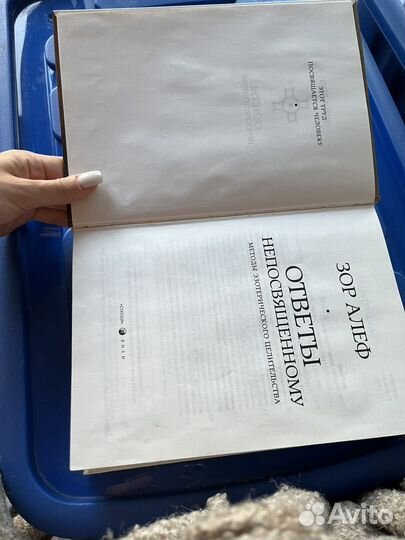 ЭТОТ ТРУД
ПОСВЯЩАЕТСЯ ЧЕЛОВЕКУ
ЗОР АЛЕФ
ОТВЕТЫ
НЕПОСВЯЩЕННОМУ
МЕТОДЫ ЭЗОТЕРИЧЕСКОГО ЦЕЛИТЕЛЬСТВА
2010
Avito